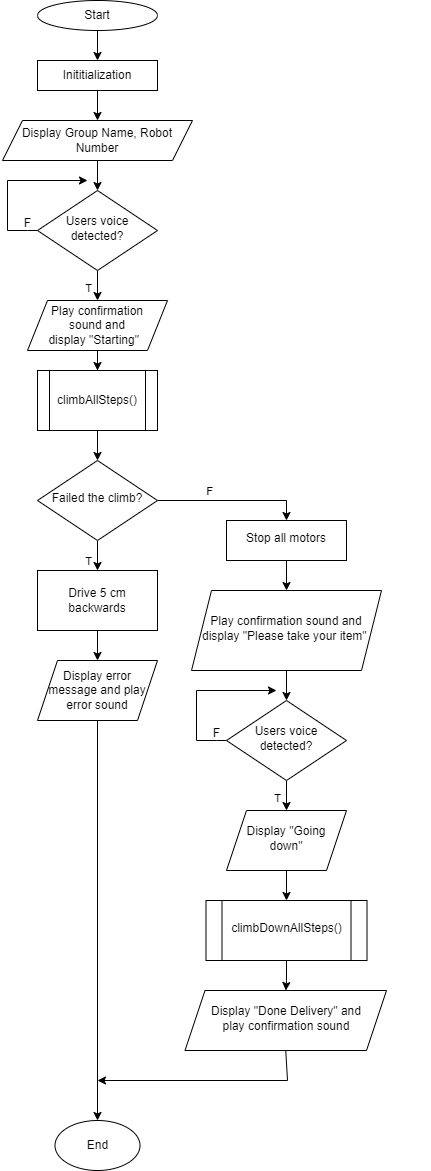 Start
Inititialization
Display Group Name, Robot
Number
Users voice
detected?
F
T
Play confirmation
sound and
display "Starting"
climbAllSteps()
Failed the climb?
F
T
Stop all motors
Drive 5 cm
backwards
Play confirmation sound and
display "Please take your item"
Display error
message and play
error sound
Users voice
detected?
F
T
Display "Going
down"
climbDownAllSteps()
Display "Done Delivery" and
play confirmation sound
End